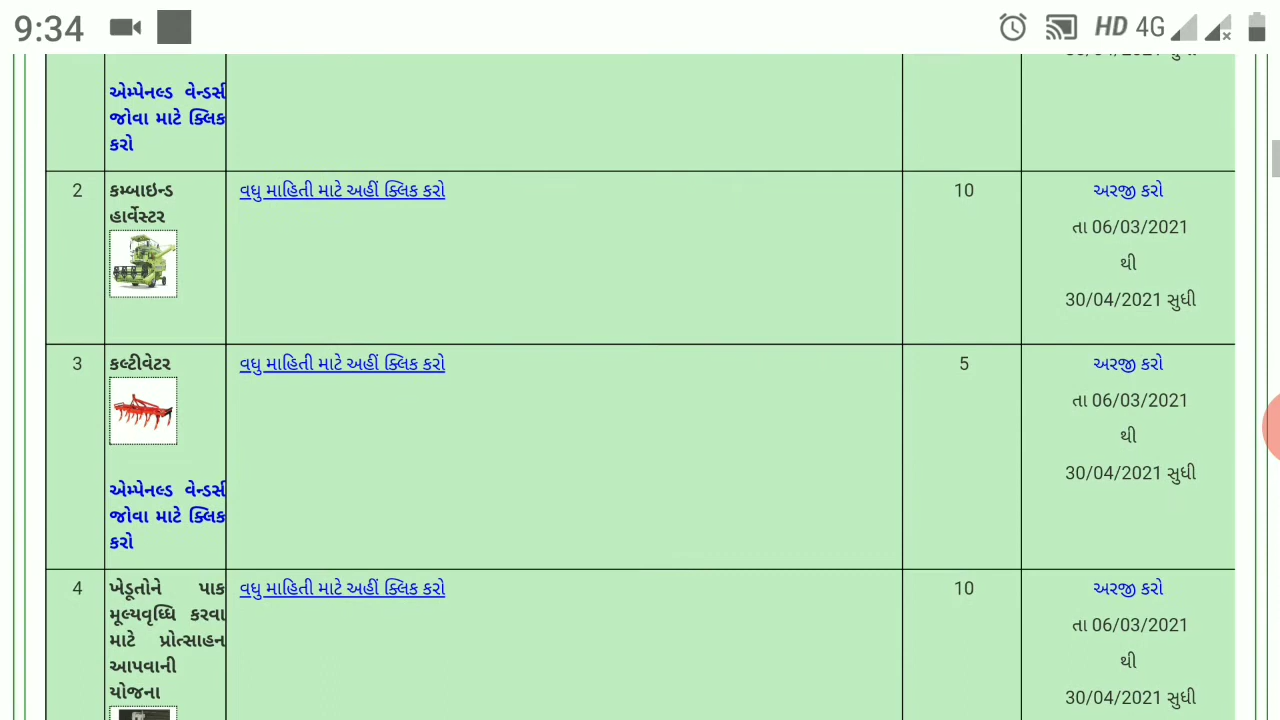 9:34
HD 4G
એમ્પેનલ્ડ વેન્ડર્સ
જોવા માટે ક્લિક
કરો
2
કમ્બાઇન્ડ
હાર્વેસ્ટર
વધુ માહિતી માટે અહીં ક્લિક કરો
10
અરજી કરો
તા 06/03/2021
થી
30/04/2021 સુધી
3
કલ્ટીવેટર
વધુ માહિતી માટે અહીં ક્લિક કરો
5
અરજી કરો
તા 06/03/2021
થી
30/04/2021 સુધી
એમ્પેનલ્ડ વેન્ડર્સ
જોવા માટે ક્લિક
કરો
4
ખેડૂતોને પાક
મૂલ્યવૃધ્ધિ કરવા
માટે પ્રોત્સાહન
આપવાની
યોજના
વધુ માહિતી માટે અહીં ક્લિક કરો
10
અરજી કરો
તા 06/03/2021
થી
30/04/2021 સુધી